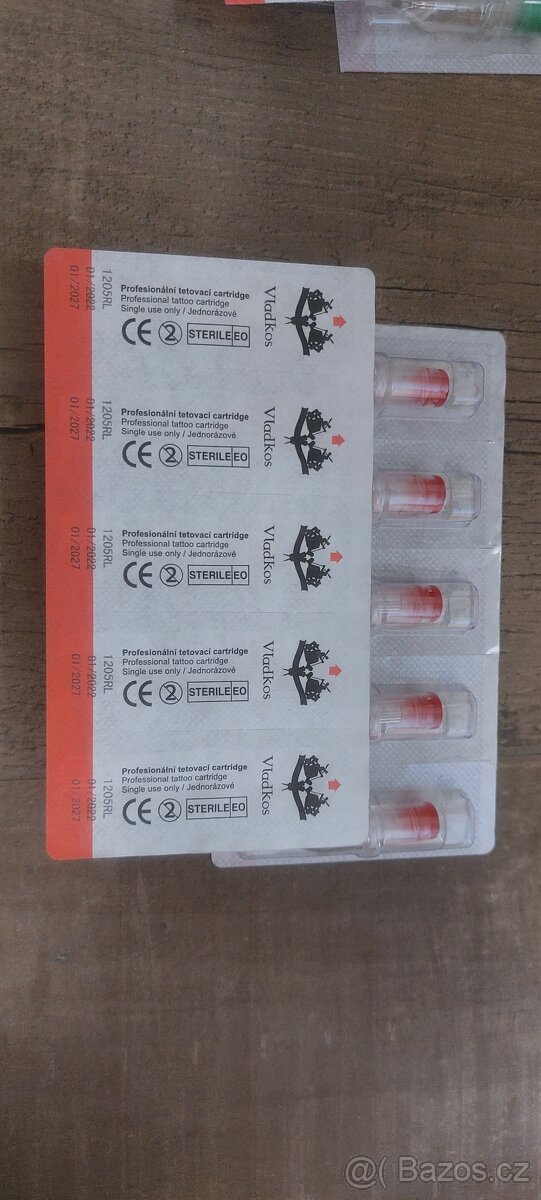 1205RL
01/2022
01/2027
Profesionální tetovací cartridge
Professional tattoo cartridge
Single use only / Jednorázové
CE 2 STERILE EO
Vladkos
1205RL
01/2022
01/2027
Profesionální tetovací cartridge
Professional tattoo cartridge
Single use only / Jednorázové
CE 2 STERILE EO
Vladkos
1205RL
01/2022
01/2027
Profesionální tetovací cartridge
Professional tattoo cartridge
Single use only / Jednorázové
CE 2 STERILE EO
Vladkos
1205RL
01/2022
01/2027
Profesionální tetovací cartridge
Professional tattoo cartridge
Single use only / Jednorázové
CE 2 STERILE EO
Vladkos
1205RL
01/2022
01/2027
Profesionální tetovací cartridge
Professional tattoo cartridge
Single use only / Jednorázové
CE 2 STERILE EO
Vladkos
Bazos.cz